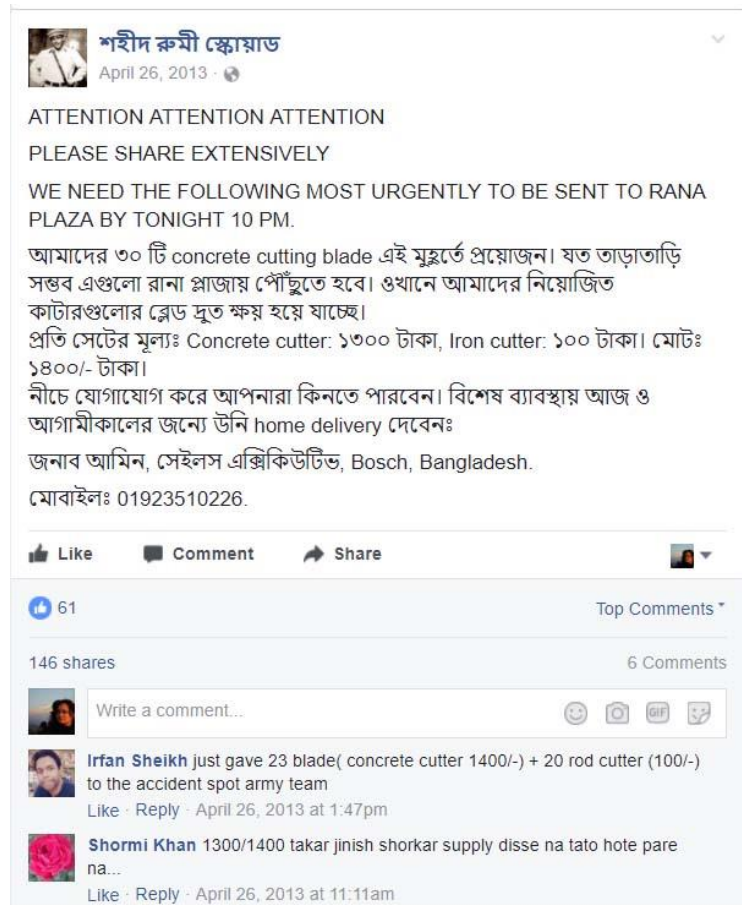 শহীদ রুমী স্কোয়াড
April 26, 2013 ·
ATTENTION ATTENTION ATTENTION
PLEASE SHARE EXTENSIVELY
WE NEED THE FOLLOWING MOST URGENTLY TO BE SENT TO RANA
PLAZA BY TONIGHT 10 PM.
আমাদের ৩০ টি concrete cutting blade এই মুহূর্তে প্রয়োজন। যত তাড়াতাড়ি
সম্ভব এগুলো রানা প্লাজায় পৌঁছুতে হবে। ওখানে আমাদের নিয়োজিত
কাটারগুলোর ব্লেড দ্রুত ক্ষয় হয়ে যাচ্ছে।
প্রতি সেটের মূল্যঃ Concrete cutter: ১৩০০ টাকা, Iron cutter: ১০০ টাকা। মোটঃ
১৪০০/- টাকা।
নীচে যোগাযোগ করে আপনারা কিনতে পারবেন। বিশেষ ব্যাবস্থায় আজ ও
আগামীকালের জন্যে উনি home delivery দেবেনঃ
জনাব আমিন, সেইলস এক্সিকিউটিভ, Bosch, Bangladesh.
মোবাইলঃ 01923510226.
Like Comment Share
61 Top Comments
146 shares 6 Comments
Write a comment... GIF
Irfan Sheikh just gave 23 blade( concrete cutter 1400/-) + 20 rod cutter (100/-)
to the accident spot army team
Like · Reply · April 26, 2013 at 1:47pm
Shormi Khan 1300/1400 takar jinish shorkar supply disse na tato hote pare
na...
Like · Reply · April 26, 2013 at 11:11am